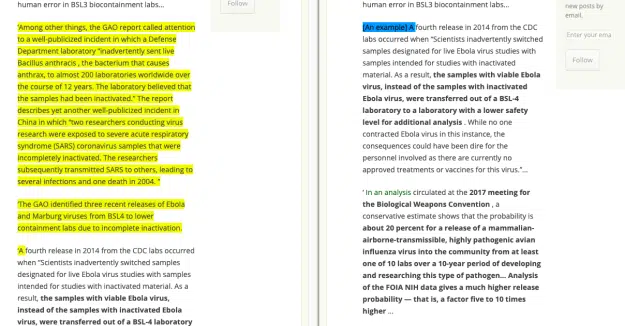 human error in BSL3 biocontainment labs…
'Among other things, the GAO report called attention
to a well-publicized incident in which a Defense
Department laboratory "inadvertently sent live
Bacillus anthracis , the bacterium that causes
anthrax, to almost 200 laboratories worldwide over
the course of 12 years. The laboratory believed that
the samples had been inactivated." The report
describes yet another well-publicized incident in
China in which "two researchers conducting virus
research were exposed to severe acute respiratory
syndrome (SARS) coronavirus samples that were
incompletely inactivated. The researchers
subsequently transmitted SARS to others, leading to
several infections and one death in 2004. "
'The GAO identified three recent releases of Ebola
and Marburg viruses from BSL4 to lower
containment labs due to incomplete inactivation.
'A fourth release in 2014 from the CDC labs occurred
when "Scientists inadvertently switched samples
designated for live Ebola virus studies with samples
intended for studies with inactivated material. As a
result, the samples with viable Ebola virus,
instead of the samples with inactivated Ebola
virus, were transferred out of a BSL-4 laboratory
Follow
human error in BSL3 biocontainment labs…
[An example] A fourth release in 2014 from the CDC
labs occurred when "Scientists inadvertently switched
samples designated for live Ebola virus studies with
samples intended for studies with inactivated
material. As a result, the samples with viable Ebola
virus, instead of the samples with inactivated
Ebola virus, were transferred out of a BSL-4
laboratory to a laboratory with a lower safety
level for additional analysis . While no one
contracted Ebola virus in this instance, the
consequences could have been dire for the
personnel involved as there are currently no
approved treatments or vaccines for this virus."…
' In an analysis circulated at the 2017 meeting for
the Biological Weapons Convention , a
conservative estimate shows that the probability is
about 20 percent for a release of a mammalian-
airborne-transmissible, highly pathogenic avian
influenza virus into the community from at least
one of 10 labs over a 10-year period of developing
and researching this type of pathogen… Analysis
of the FOIA NIH data gives a much higher release
probability — that is, a factor five to 10 times
higher …
new posts by
email.
Enter your ema
Follow